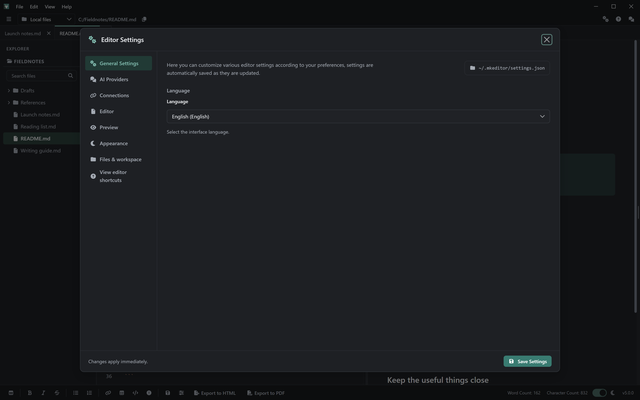 File Edit View Help
Local files C:/Fieldnotes/README.md
Launch notes.md README.
EXPLORER
FIELDNOTES
Search files
Drafts
References
Launch notes.md
Reading list.md
README.md
Writing guide.md
Editor Settings
General Settings
AI Providers
Connections
Editor
Preview
Appearance
Files & workspace
View editor
shortcuts
Here you can customize various editor settings according to your preferences, settings are
automatically saved as they are updated.
~/.mkeditor/settings.json
Language
Language
English (English)
Select the interface language.
Changes apply immediately.
Save Settings
Keep the useful things close
Export to HTML
Export to PDF